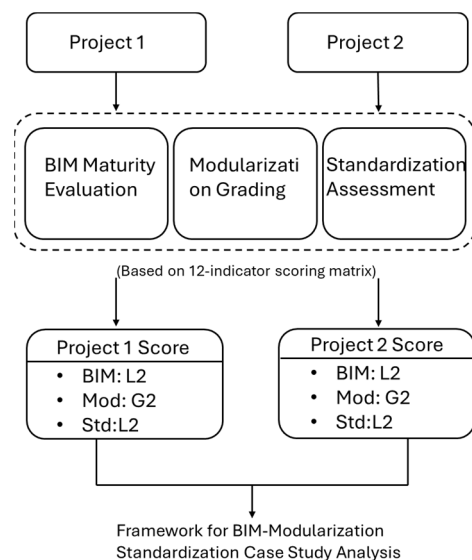 Project 1
Project 2
BIM Maturity
Evaluation
Modularizati
on Grading
Standardization
Assessment
(Based on 12-indicator scoring matrix)
Project 1 Score
• BIM: L2
• Mod: G2
• Std:L2
Project 2 Score
• BIM: L2
• Mod: G2
• Std:L2
Framework for BIM-Modularization
Standardization Case Study Analysis